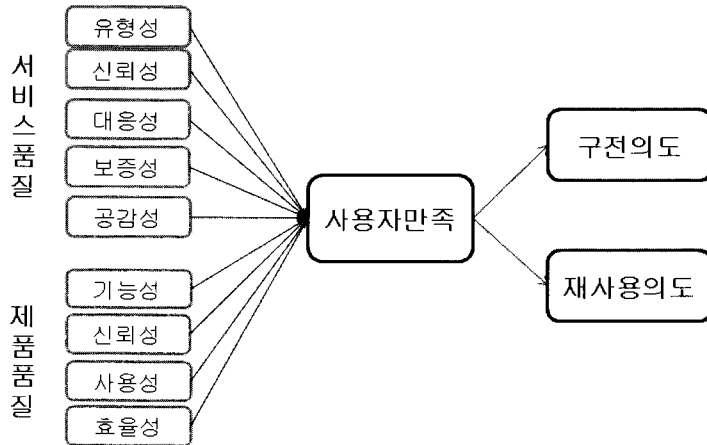 서비스품질
유형성
신뢰성
대응성
보증성
공감성
제품품질
기능성
신뢰성
사용성
효율성
사용자만족
구전의도
재사용의도